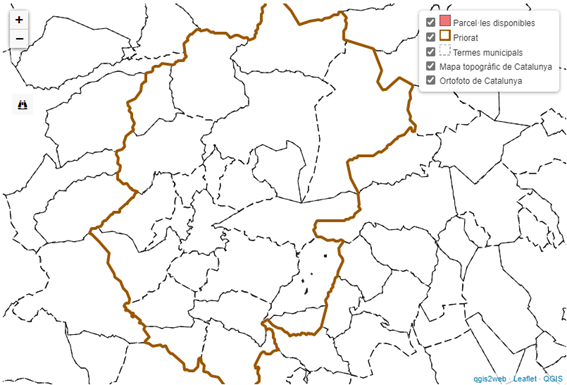 +
−
Parcel·les disponibles
Priorat
Termes municipals
Mapa topogràfic de Catalunya
Ortofoto de Catalunya
qgis2web · Leaflet · QGIS